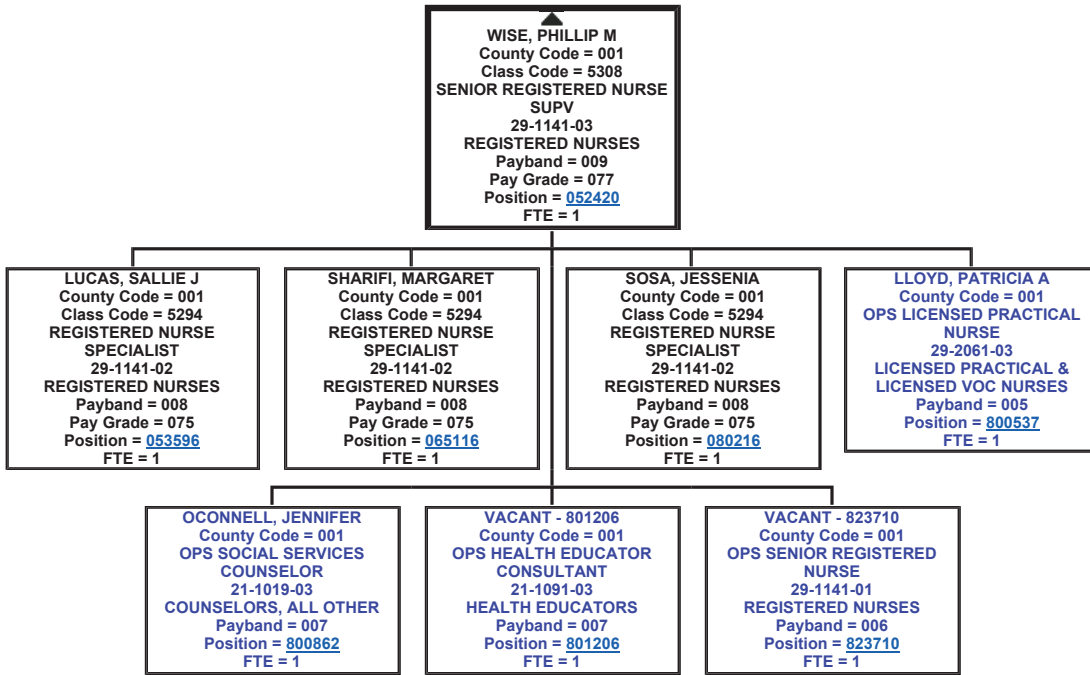 WISE, PHILLIP M
County Code = 001
Class Code = 5308
SENIOR REGISTERED NURSE
SUPV
29-1141-03
REGISTERED NURSES
Payband = 009
Pay Grade = 077
Position = 052420
FTE = 1
LUCAS, SALLIE J
County Code = 001
Class Code = 5294
REGISTERED NURSE
SPECIALIST
29-1141-02
REGISTERED NURSES
Payband = 008
Pay Grade = 075
Position = 053596
FTE = 1
SHARIFI, MARGARET
County Code = 001
Class Code = 5294
REGISTERED NURSE
SPECIALIST
29-1141-02
REGISTERED NURSES
Payband = 008
Pay Grade = 075
Position = 065116
FTE = 1
SOSA, JESSENIA
County Code = 001
Class Code = 5294
REGISTERED NURSE
SPECIALIST
29-1141-02
REGISTERED NURSES
Payband = 008
Pay Grade = 075
Position = 080216
FTE = 1
LLOYD, PATRICIA A
County Code = 001
OPS LICENSED PRACTICAL
NURSE
29-2061-03
LICENSED PRACTICAL &
LICENSED VOC NURSES
Payband = 005
Position = 800537
FTE = 1
OCONNELL, JENNIFER
County Code = 001
OPS SOCIAL SERVICES
COUNSELOR
21-1019-03
COUNSELORS, ALL OTHER
Payband = 007
Position = 800862
FTE = 1
VACANT - 801206
County Code = 001
OPS HEALTH EDUCATOR
CONSULTANT
21-1091-03
HEALTH EDUCATORS
Payband = 007
Position = 801206
FTE = 1
VACANT - 823710
County Code = 001
OPS SENIOR REGISTERED
NURSE
29-1141-01
REGISTERED NURSES
Payband = 006
Position = 823710
FTE = 1